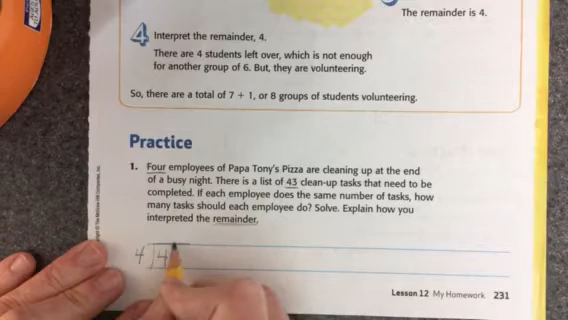 The remainder is 4.
4
Interpret the remainder, 4.
There are 4 students left over, which is not enough
for another group of 6. But, they are volunteering.
So, there are a total of 7 + 1, or 8 groups of students volunteering.
Practice
1. Four employees of Papa Tony's Pizza are cleaning up at the end
of a busy night. There is a list of 43 clean-up tasks that need to be
completed. If each employee does the same number of tasks, how
many tasks should each employee do? Solve. Explain how you
interpreted the remainder.
4 4
Lesson 12 My Homework 231